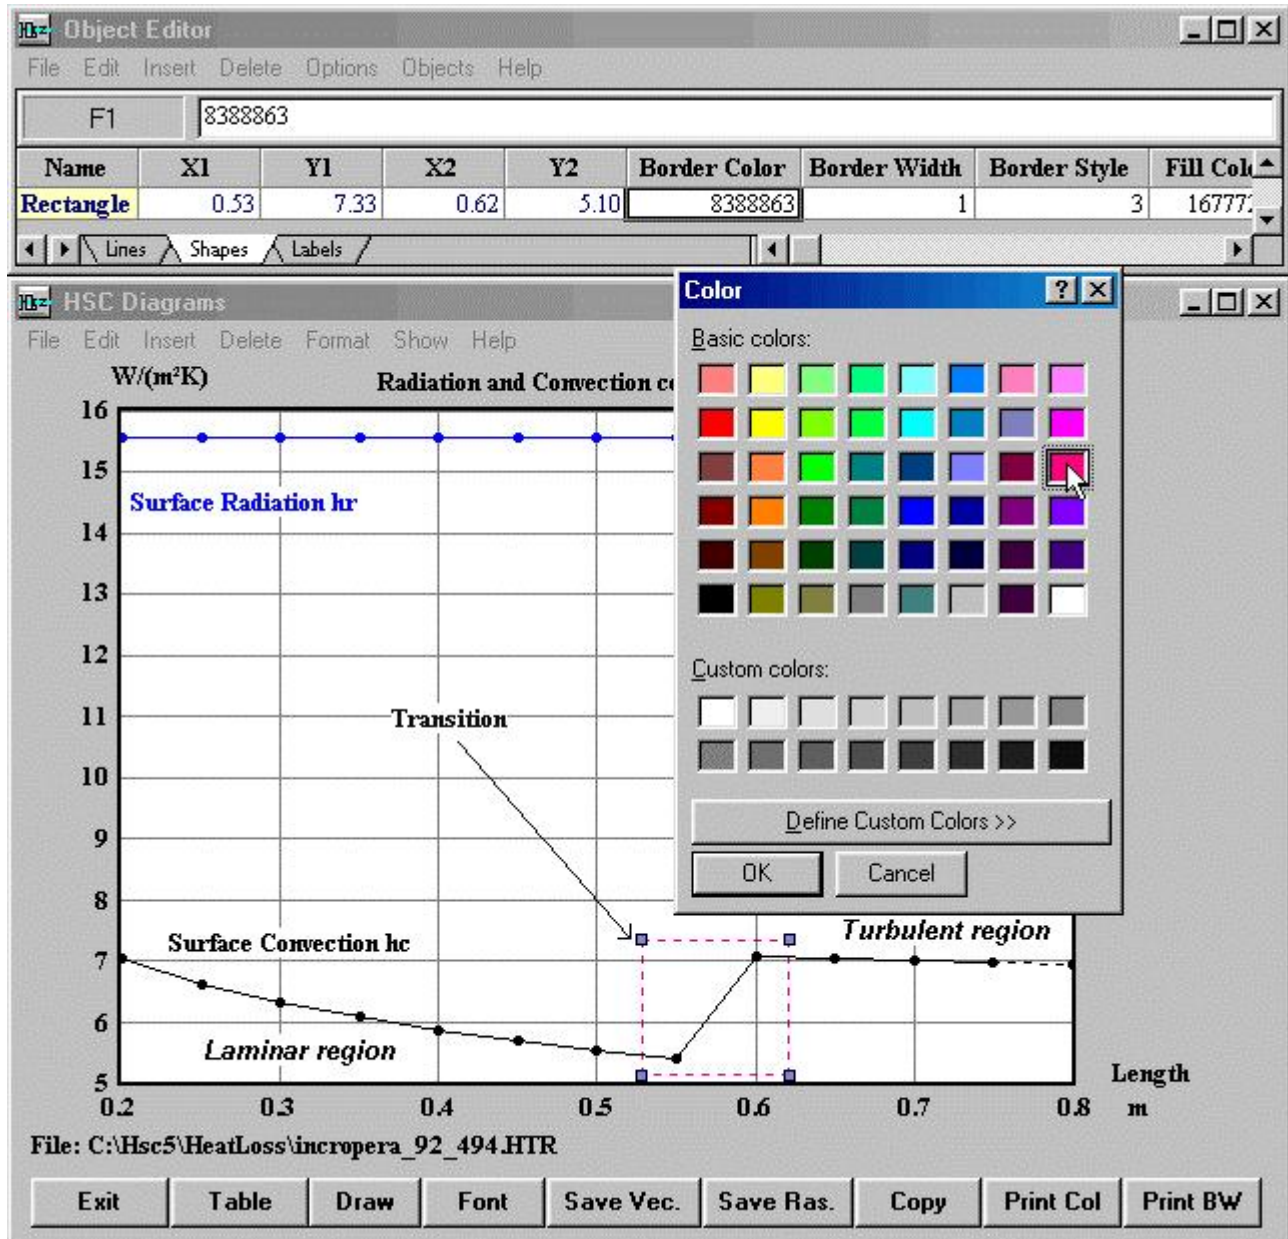 Object Editor
File Edit Insert Delete Options Objects Help
F1 8388863
Name X1 Y1 X2 Y2 Border Color Border Width Border Style Fill
Rectangle 0.53 7.33 0.62 5.10 8388863 1 3
Lines Shapes Labels
HSC Diagrams
File Edit Insert Delete Format Show Help
W/(m²K)
Radiation and Convection
16
15
Surface Radiation hr
14
13
12
11
Transition
10
9
8
Surface Convection hc
Turbulent region
7
6
Laminar region
5
0.2 0.3 0.4 0.5 0.6 0.7 0.8
Length
m
File: C:\Hsc5\HeatLoss\incropera_92_494.HTR
Exit Table Draw Font Save Vec. Save Ras. Copy Print Col Print BW
Color
Basic colors:
Custom colors:
Define Custom Colors >>
OK Cancel